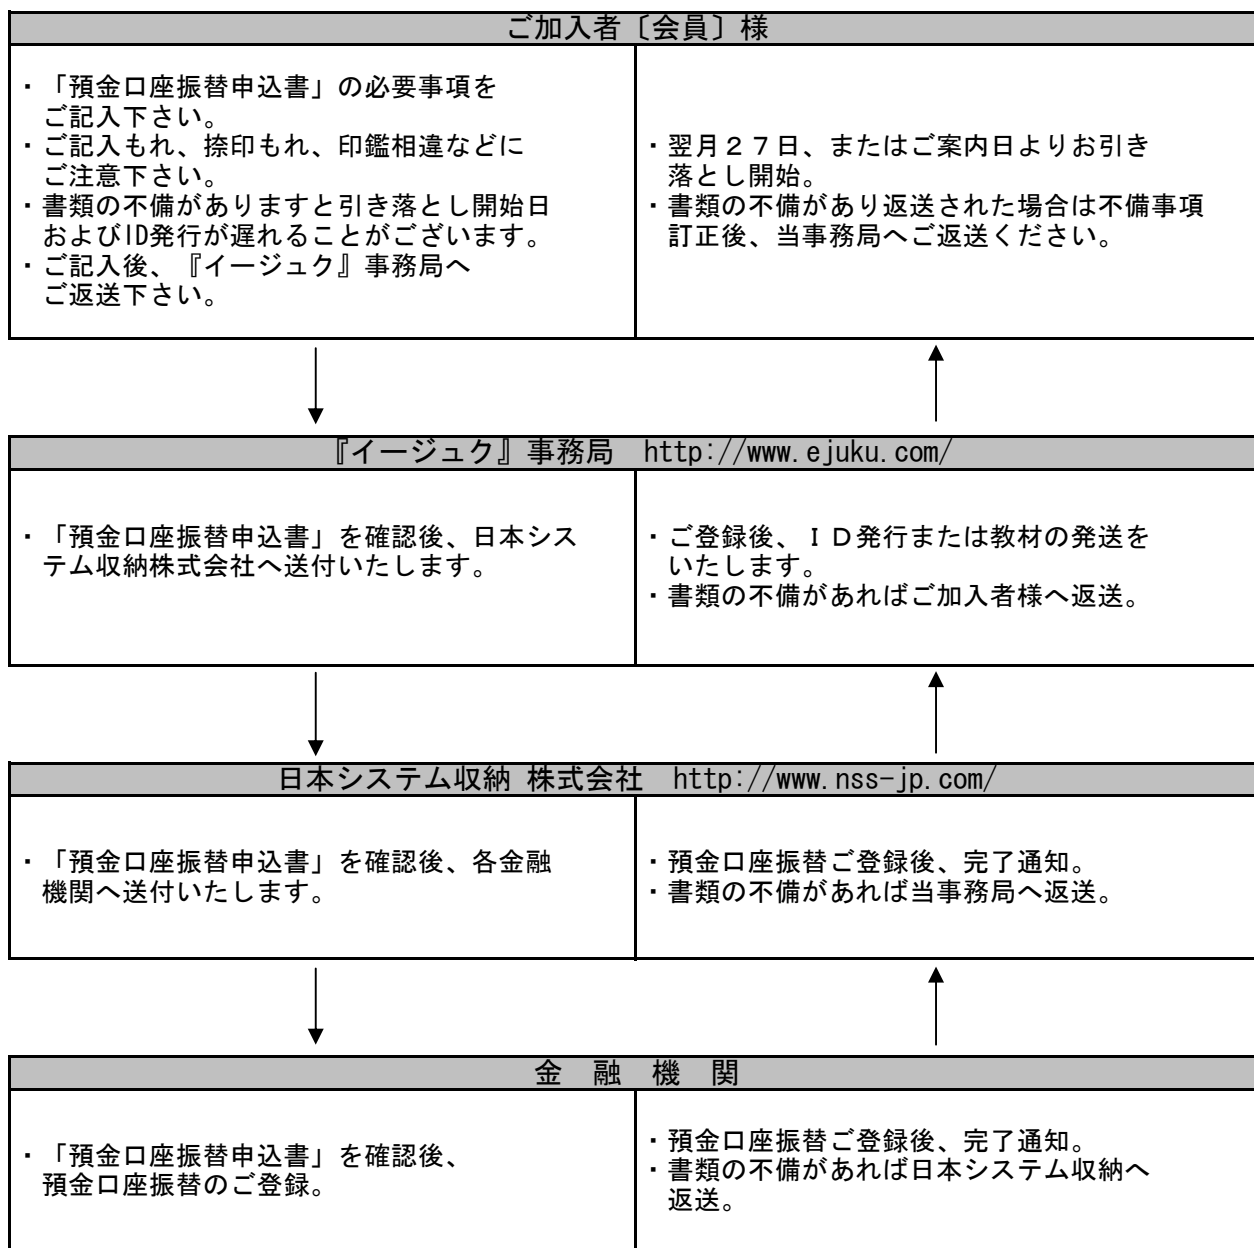 ご加入者〔会員〕様
・「預金口座振替申込書」の必要事項を
ご記入下さい。
・ご記入もれ、捺印もれ、印鑑相違などに
ご注意下さい。
・書類の不備がありますと引き落とし開始日
およびID発行が遅れることがございます。
・ご記入後、『イージュク』事務局へ
ご返送下さい。
・翌月２７日、またはご案内日よりお引き
落とし開始。
・書類の不備があり返送された場合は不備事項
訂正後、当事務局へご返送ください。
『イージュク』事務局　http://www.ejuku.com/
・「預金口座振替申込書」を確認後、日本シス
テム収納株式会社へ送付いたします。
・ご登録後、ＩＤ発行または教材の発送を
いたします。
・書類の不備があればご加入者様へ返送。
日本システム収納 株式会社　http://www.nss-jp.com/
・「預金口座振替申込書」を確認後、各金融
機関へ送付いたします。
・預金口座振替ご登録後、完了通知。
・書類の不備があれば当事務局へ返送。
金　融　機　関
・「預金口座振替申込書」を確認後、
預金口座振替のご登録。
・預金口座振替ご登録後、完了通知。
・書類の不備があれば日本システム収納へ
返送。